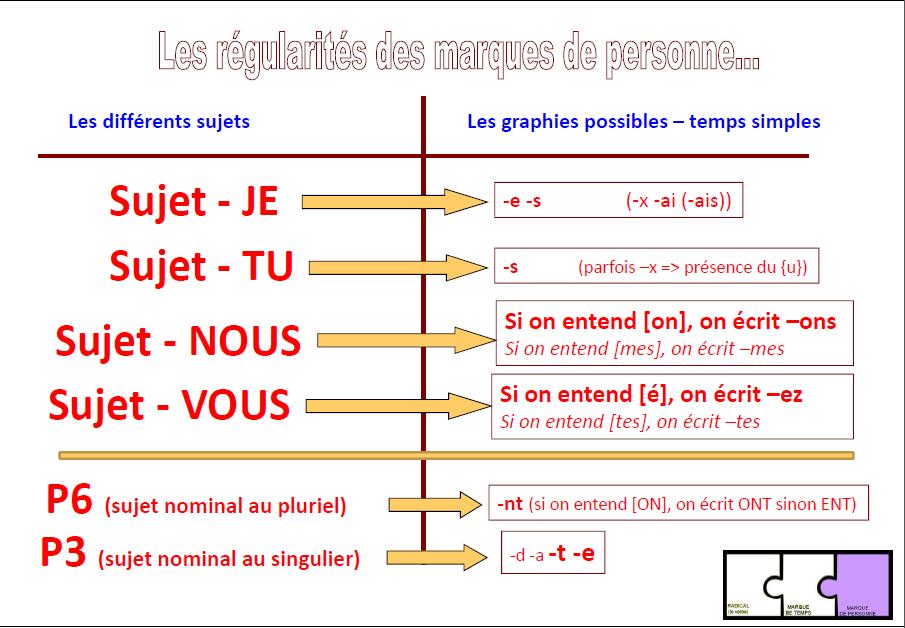 Les régularités des marques de personne...
Les différents sujets
Les graphies possibles – temps simples
Sujet - JE
-e -s (-x -ai (-ais))
Sujet - TU
-s (parfois –x => présence du {u})
Sujet - NOUS
Si on entend [on], on écrit –ons
Si on entend [mes], on écrit –mes
Sujet - VOUS
Si on entend [é], on écrit –ez
Si on entend [tes], on écrit –tes
P6 (sujet nominal au pluriel)
-nt (si on entend [ON], on écrit ONT sinon ENT)
P3 (sujet nominal au singulier)
-d -a -t -e
RADICAL
(le verbe)
MARQUE
DE TEMPS
MARQUE
DE PERSONNE